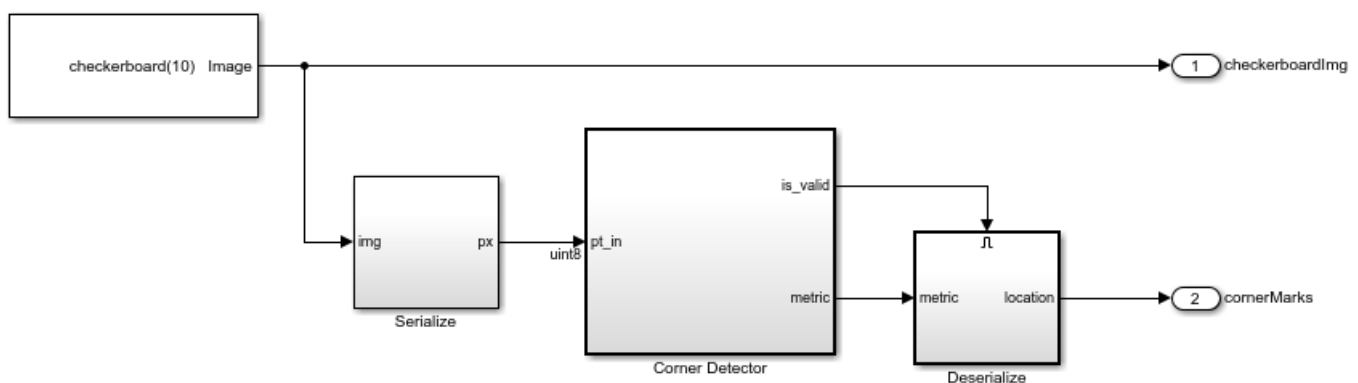 checkerboard(10) Image
1 checkerboardImg
is_valid
img px
uint8 pt_in
metric
metric location
2 cornerMarks
Serialize
Corner Detector
Deserialize